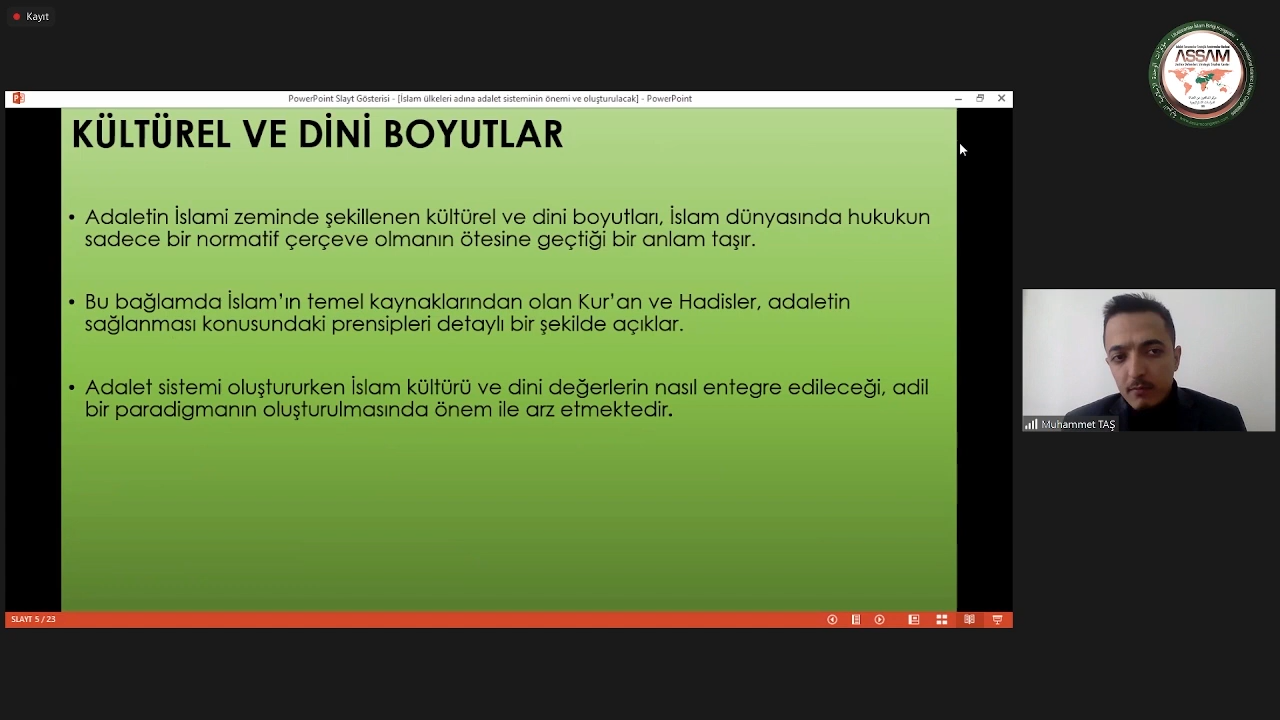 Kayıt
ASSAM
PowerPoint Slayt Gösterisi - [İslam ülkeleri adına adalet sisteminin önemi ve oluşturulacak] - PowerPoint
KÜLTÜREL VE DİNİ BOYUTLAR
• Adaletin İslami zeminde şekillenen kültürel ve dini boyutları, İslam dünyasında hukukun
sadece bir normatif çerçeve olmanın ötesine geçtiği bir anlam taşır.
• Bu bağlamda İslam’ın temel kaynaklarından olan Kur’an ve Hadisler, adaletin
sağlanması konusundaki prensipleri detaylı bir şekilde açıklar.
• Adalet sistemi oluştururken İslam kültürü ve dini değerlerin nasıl entegre edileceği, adil
bir paradigmanın oluşturulmasında önem ile arz etmektedir.
Muhammet TAŞ
SLAYT 5 / 23